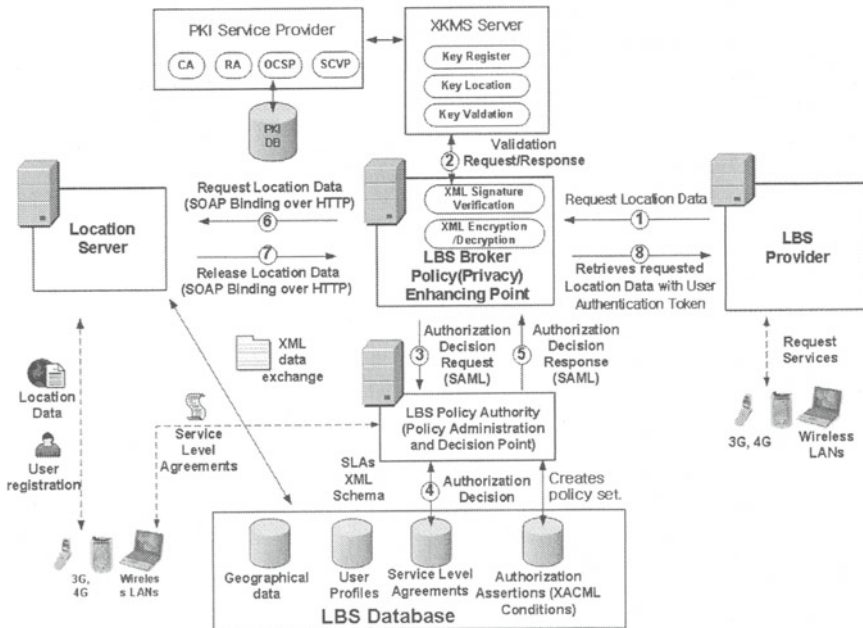 PKI Service Provider
CA
RA
OCSP
SCVP
PKI
DB
XKMS Server
Key Register
Key Location
Key Valdation
2
Validation
Request/Response
Request Location Data
(SOAP Binding over HTTP)
6
7
Release Location Data
(SOAP Binding over HTTP)
Location
Server
XML Signature
Verification
XML Encryption
/Decryption
LBS Broker
Policy(Privacy)
Enhancing Point
Request Location Data
1
8
Retrieves requested
Location Data with User
Authentication Token
LBS
Provider
Authorization
Decision
Request
(SAML)
3
5
Authorization
Decision
Response
(SAML)
Request
Services
3G, 4G
Wireless
LANs
XML
data
exchange
Location
Data
User
registration
Service
Level
Agreements
LBS Policy Authority
(Policy Administration
and Decision Point)
SLAs
XML
Schema
4
Authorization
Decision
Creates
policy set.
3G,
4G
Wireles
s LANs
Geographical
data
User
Profiles
Service Level
Agreements
Authorization
Assertions (XACML
Conditions)
LBS Database